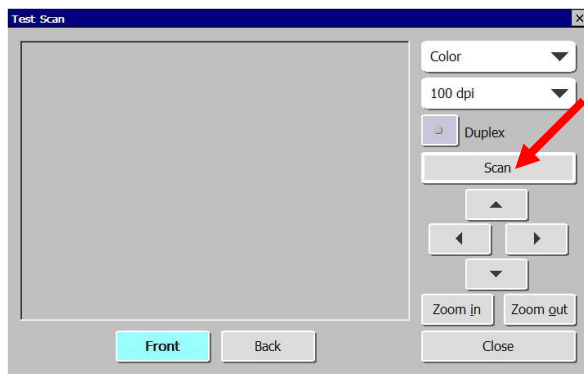 Test Scan
Color
100 dpi
Duplex
Scan
Zoom in Zoom out
Front Back Close